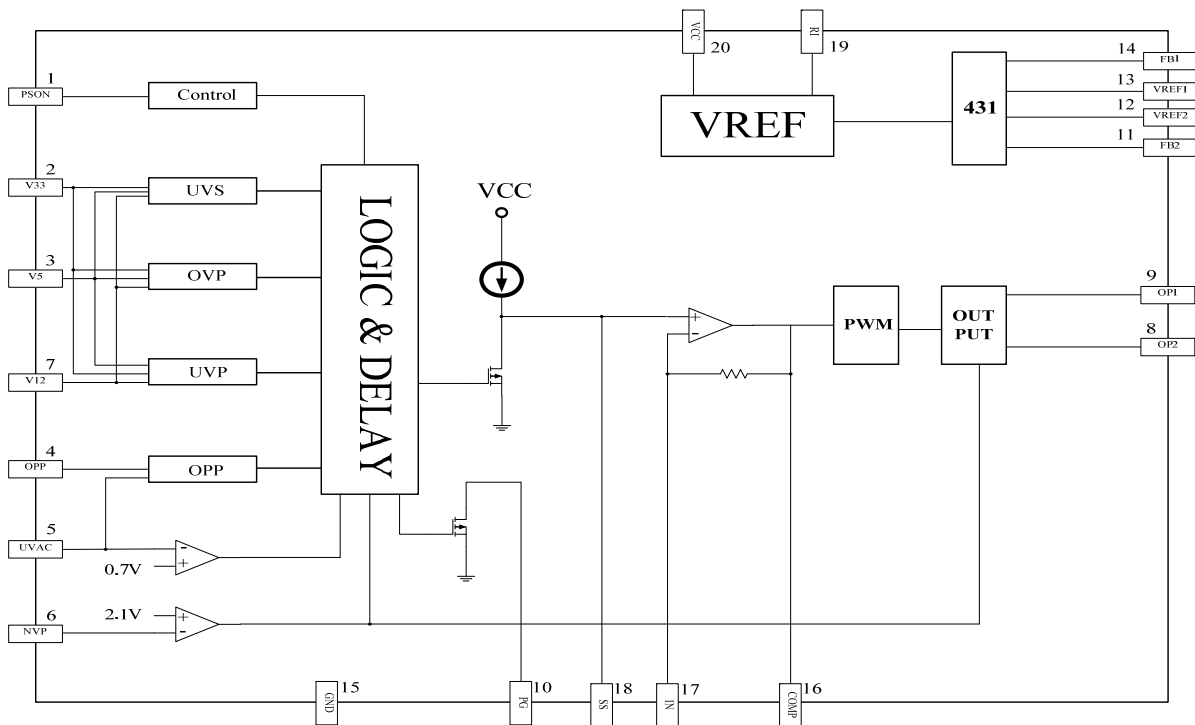 VCC
20
RI
19
1
PSON
Control
14
FB1
13
VREF1
12
VREF2
11
FB2
VREF
431
2
V33
UVS
3
V5
OVP
7
V12
UVP
4
OPP
OPP
LOGIC & DELAY
VCC
+
-
PWM
OUT
PUT
9
OP1
8
OP2
5
UVAC
-
+
0.7V
6
NVP
2.1V
+
-
GND
15
PG
10
SS
18
IN
17
COMP
16